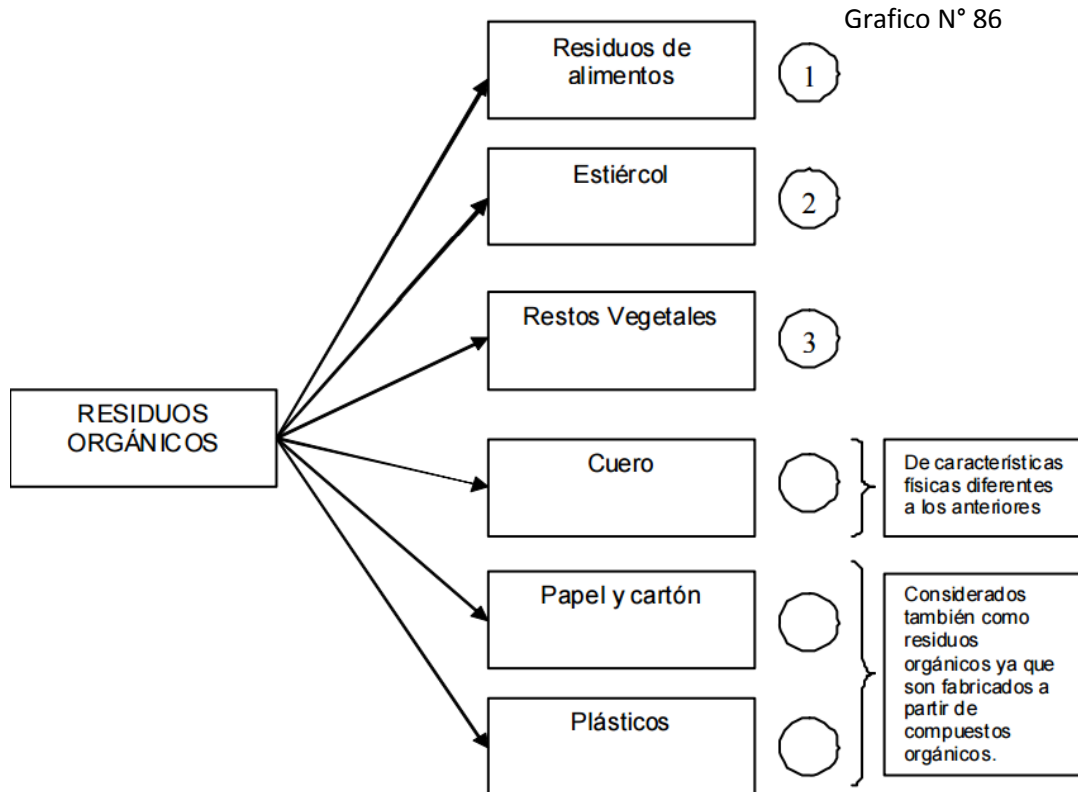 Grafico N° 86
Residuos de
alimentos
1
Estiércol
2
Restos Vegetales
3
RESIDUOS
ORGÁNICOS
Cuero
De características
físicas diferentes
a los anteriores
Papel y cartón
Considerados
también como
residuos
orgánicos ya que
son fabricados a
partir de
compuestos
orgánicos.
Plásticos